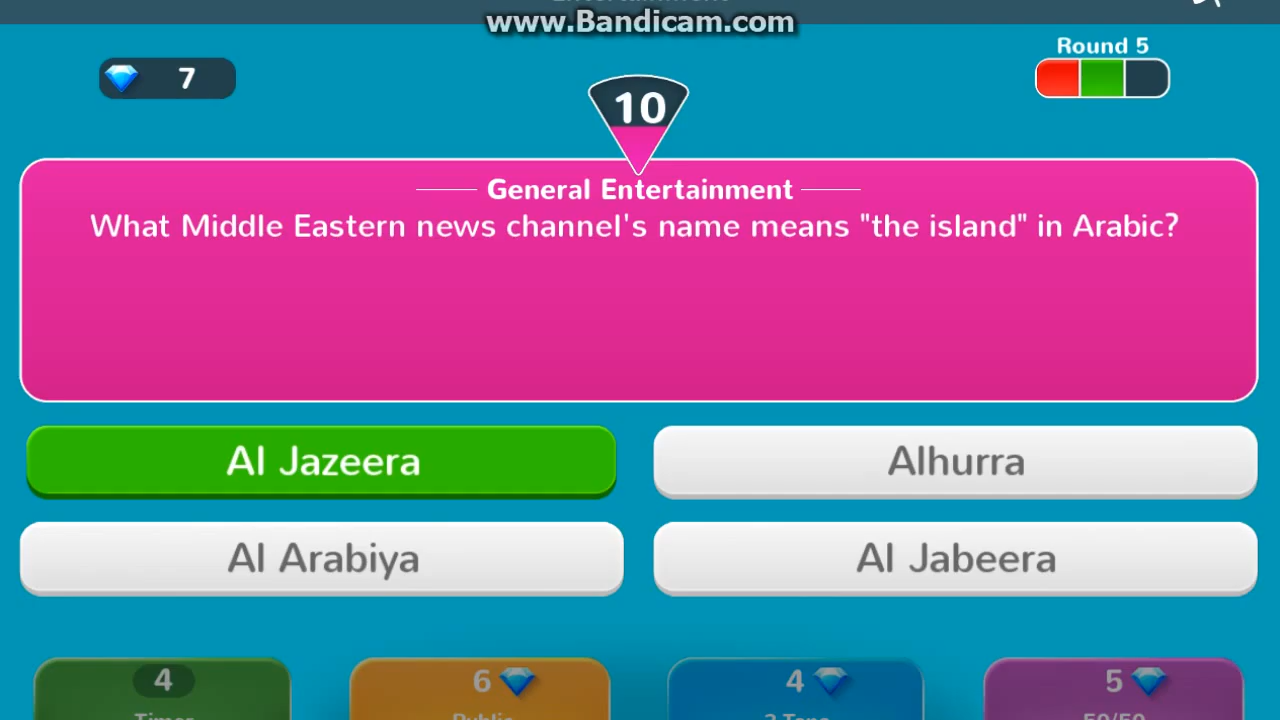 www.Bandicam.com
Round 5
7
10
General Entertainment
What Middle Eastern news channel's name means "the island" in Arabic?
Al Jazeera
Alhurra
Al Arabiya
Al Jabeera
4
6
4
5